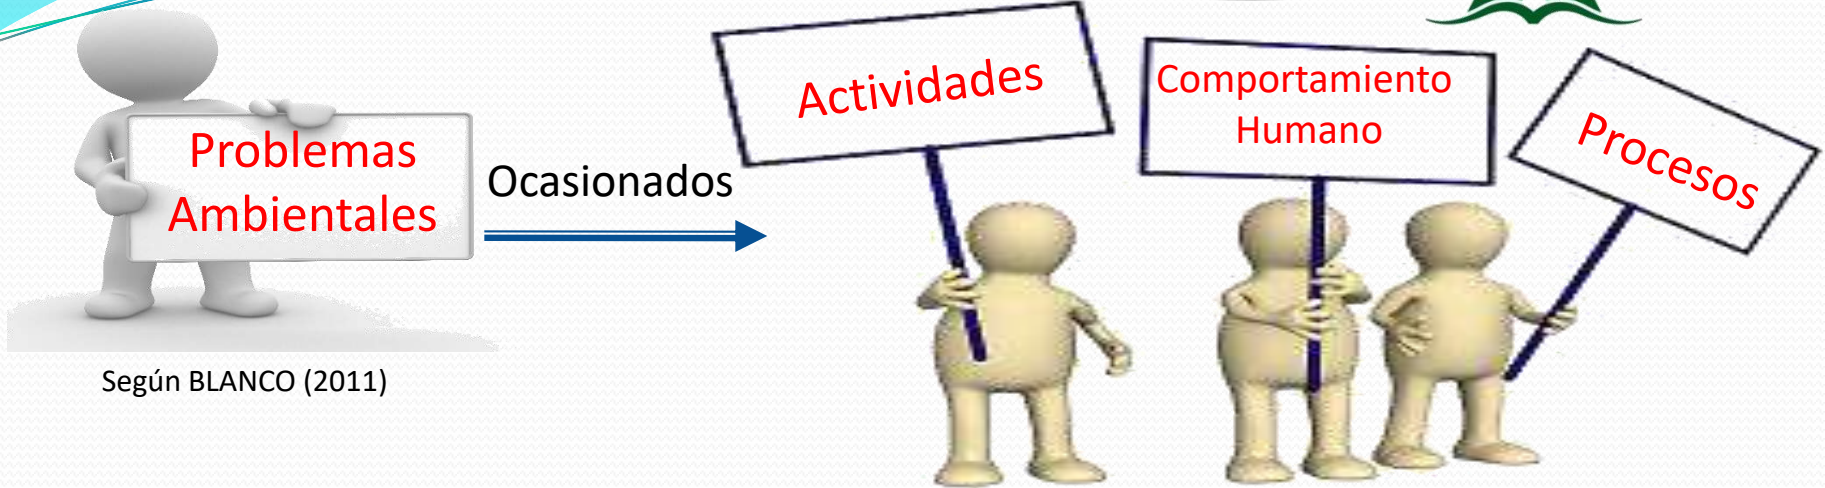 Problemas
Ambientales
Ocasionados
Actividades
Comportamiento
Humano
Procesos
Según BLANCO (2011)